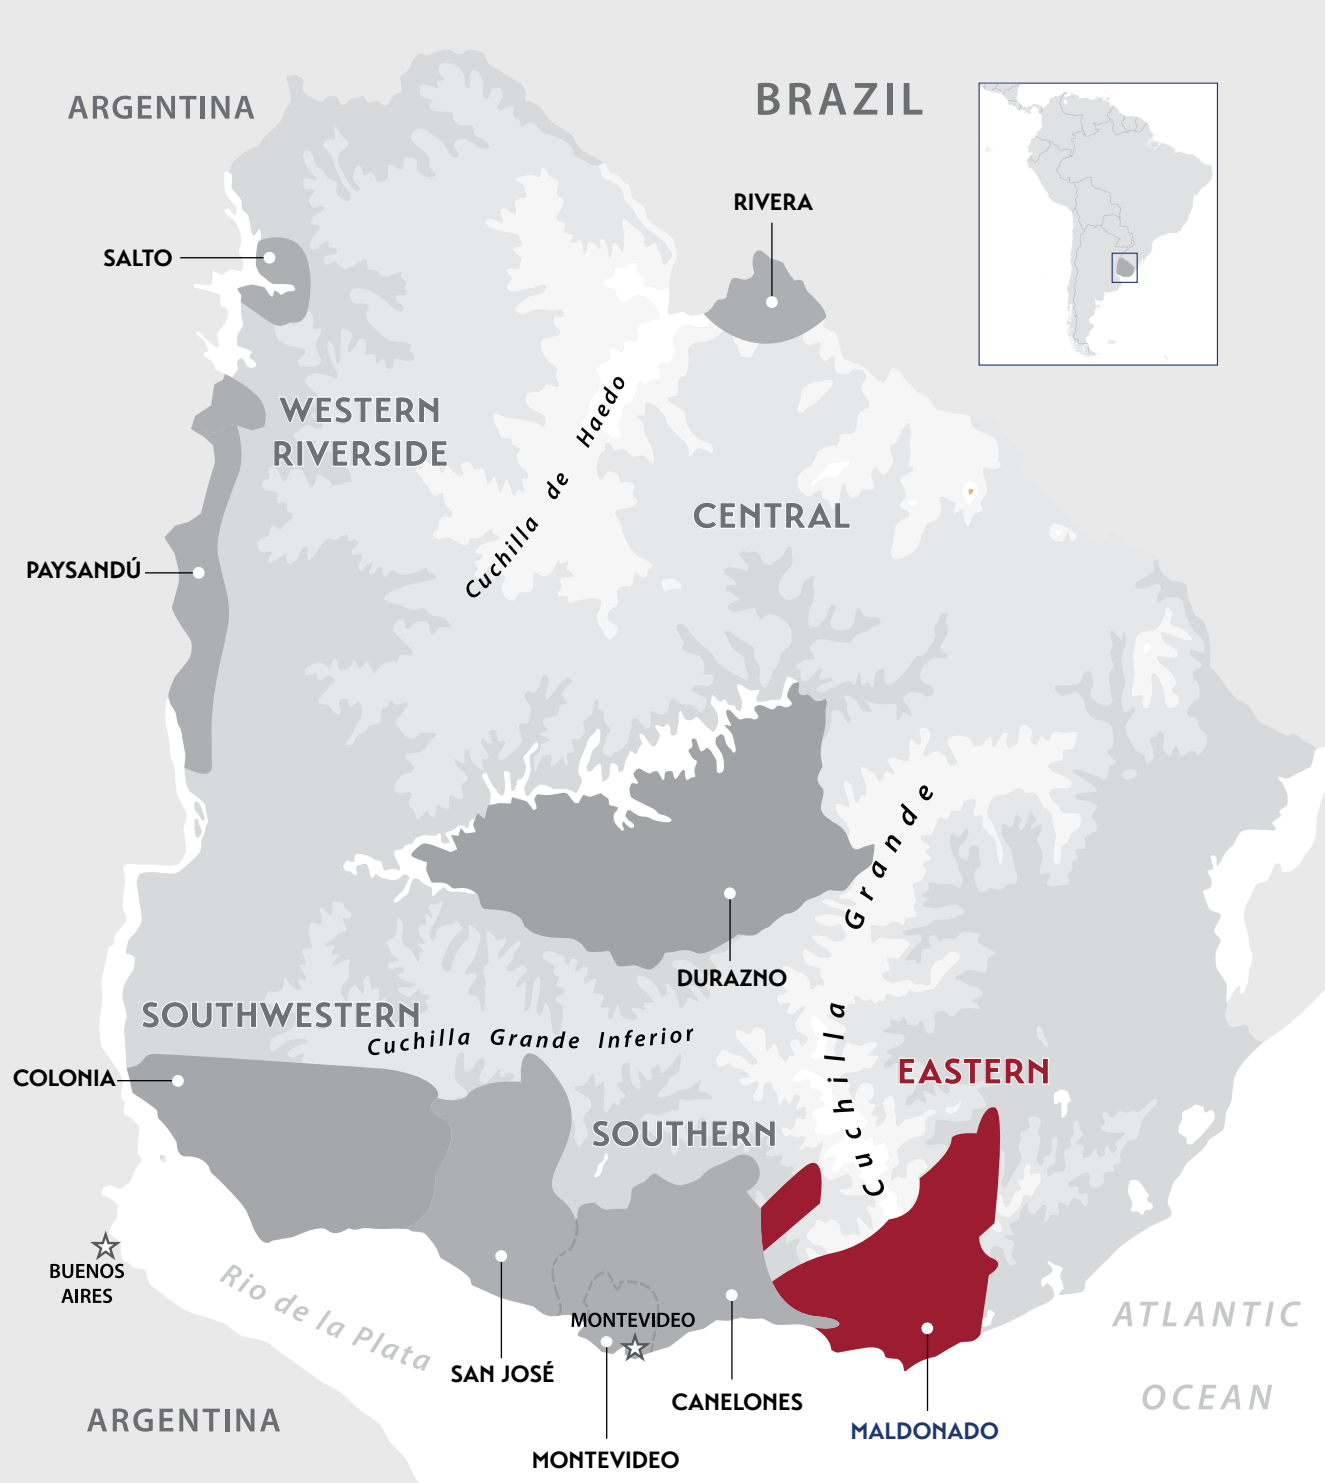 ARGENTINA
BRAZIL
RIVERA
SALTO
WESTERN
RIVERSIDE
Cuchilla de Haedo
CENTRAL
PAYSANDÚ
Cuchilla Grande
DURAZNO
SOUTHWESTERN
Cuchilla Grande Inferior
COLONIA
EASTERN
SOUTHERN
BUENOS
AIRES
Rio de la Plata
MONTEVIDEO
ATLANTIC
OCEAN
SAN JOSÉ
CANELONES
ARGENTINA
MALDONADO
MONTEVIDEO